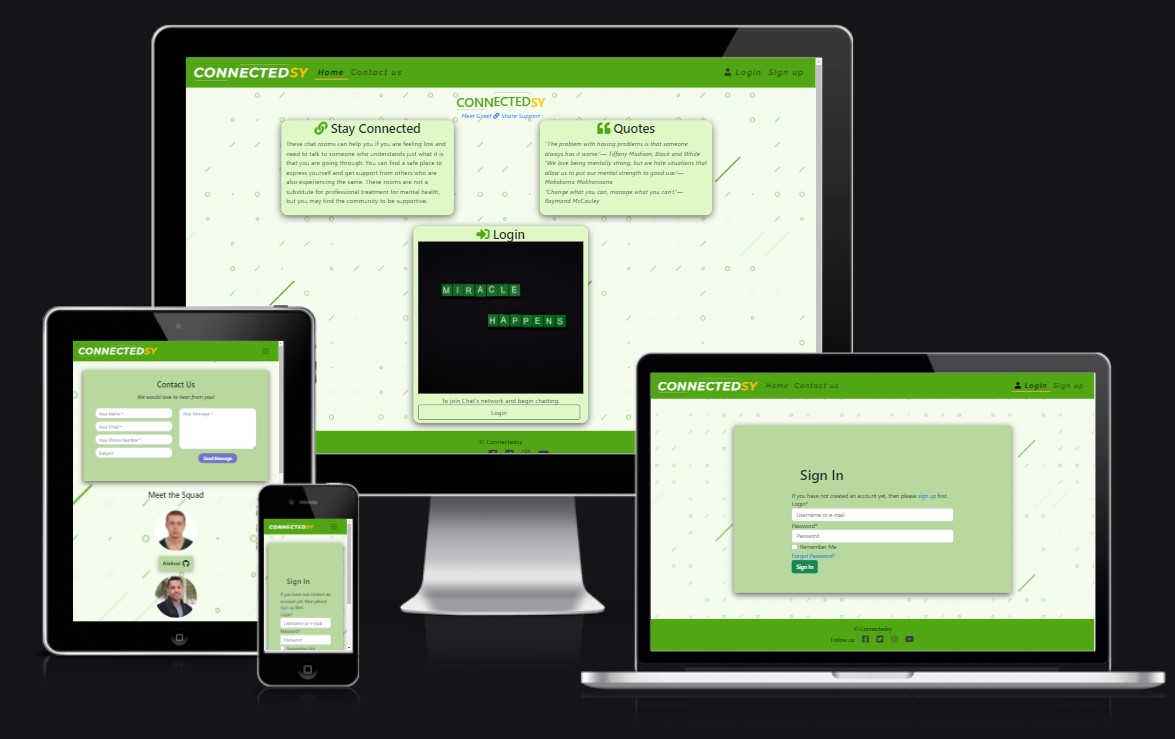 CONNECTEDSY Home Contact us Login Sign up
CONNECTEDSY
Meet Greet Share Support
Stay Connected
These chat rooms can help you if you are feeling low and
need to talk to someone who understands just what it is
that you are going through. You can find a safe place to
express yourself and get support from others who are
also experiencing the same. These rooms are not a
substitute for professional treatment for mental health,
but you may find the community to be supportive.
Quotes
"The problem with having problems is that someone
always has it worse."— Tiffany Madison, Black and White
"We love being mentally strong, but we hate situations that
allow us to put our mental strength to good use."—
Mokokoma Mokhonoana
"Change what you can, manage what you can't."—
Raymond McCauley
Login
MIRACLE
HAPPENS
To join Chat's network and begin chatting.
Login
© Connectedsy
CONNECTEDSY
Contact Us
We would love to hear from you!
Your Name *
Your Email *
Your Phone Number *
Subject
Your Message *
Send Message
Meet the Squad
CONNECTEDSY
Sign In
If you have not created an
account yet, then please
sign up first.
Login*
Username or e-mail
Password*
Password
Remember Me
CONNECTEDSY Home Contact us Login Sign up
Sign In
If you have not created an account yet, then please sign up first.
Login*
Username or e-mail
Password*
Password
Remember Me
Forgot Password?
Sign In
© Connectedsy
Follow us: